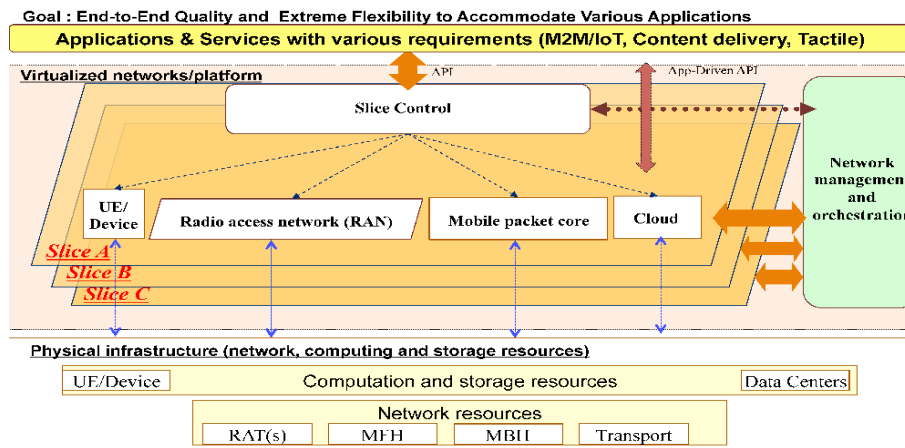 Goal : End-to-End Quality and Extreme Flexibility to Accommodate Various Applications
Applications & Services with various requirements (M2M/IoT, Content delivery, Tactile)
Virtualized networks/platform
API
App-Driven API
Slice Control
Network
management
and
orchestration
UE/
Device
Radio access network (RAN)
Mobile packet core
Cloud
Slice A
Slice B
Slice C
Physical infrastructure (network, computing and storage resources)
UE/Device
Computation and storage resources
Data Centers
Network resources
RAT(s)
MFH
MBH
Transport